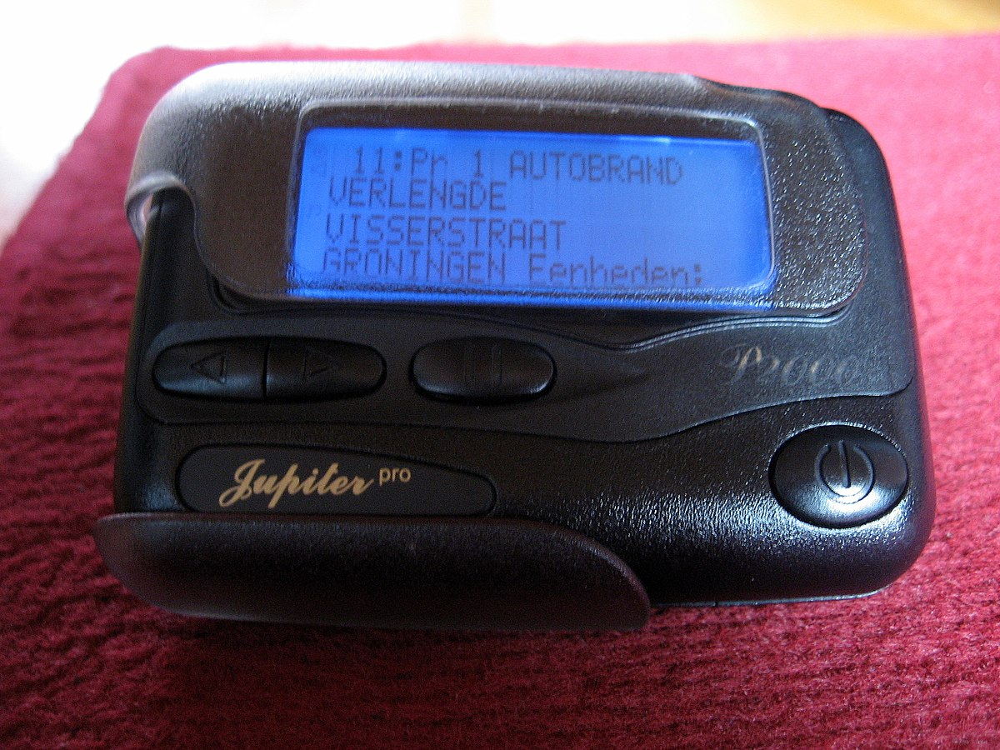 11:Pr 1 AUTOBRAND
VERLENGDE
VISSERSTRAAT
GRONINGEN Eenheden:
P2000
Jupiter pro